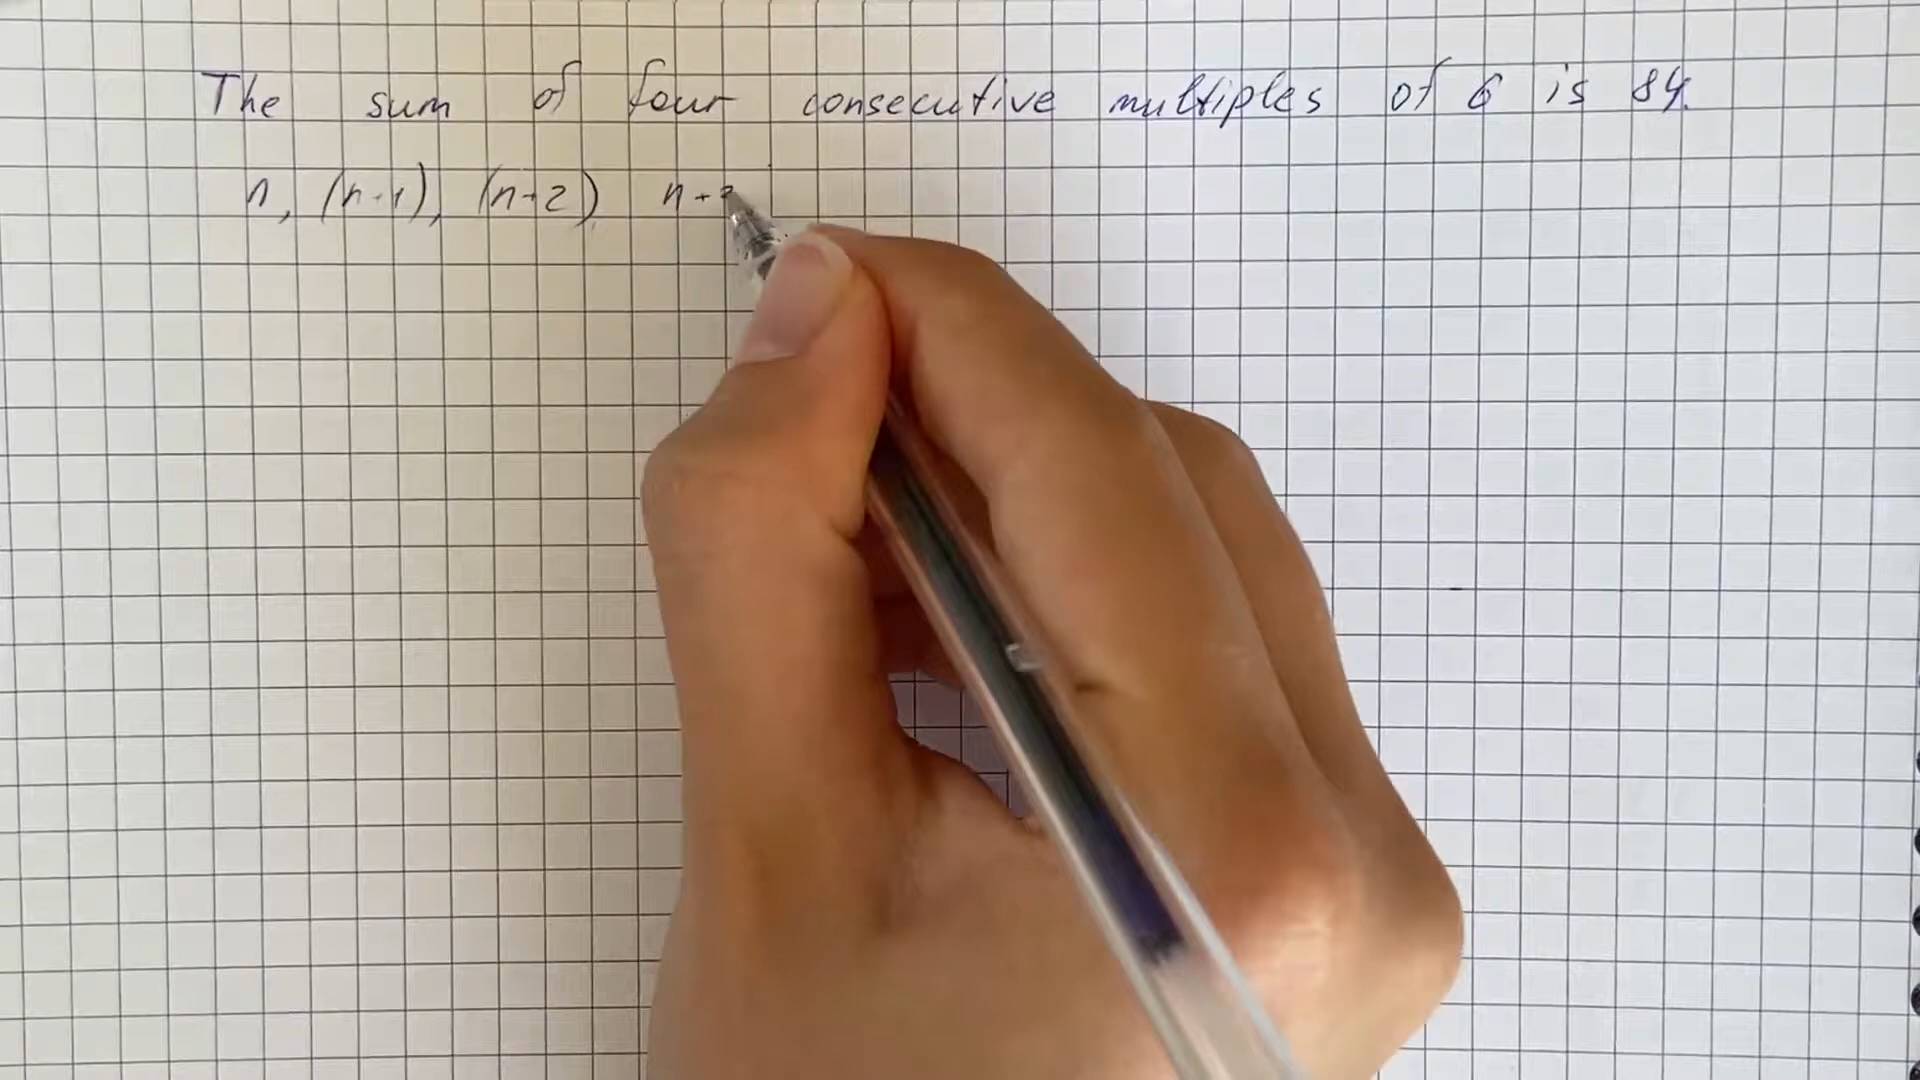 The sum of four consecutive multiples of 6 is 84.
n, (n+1), (n+2), n+